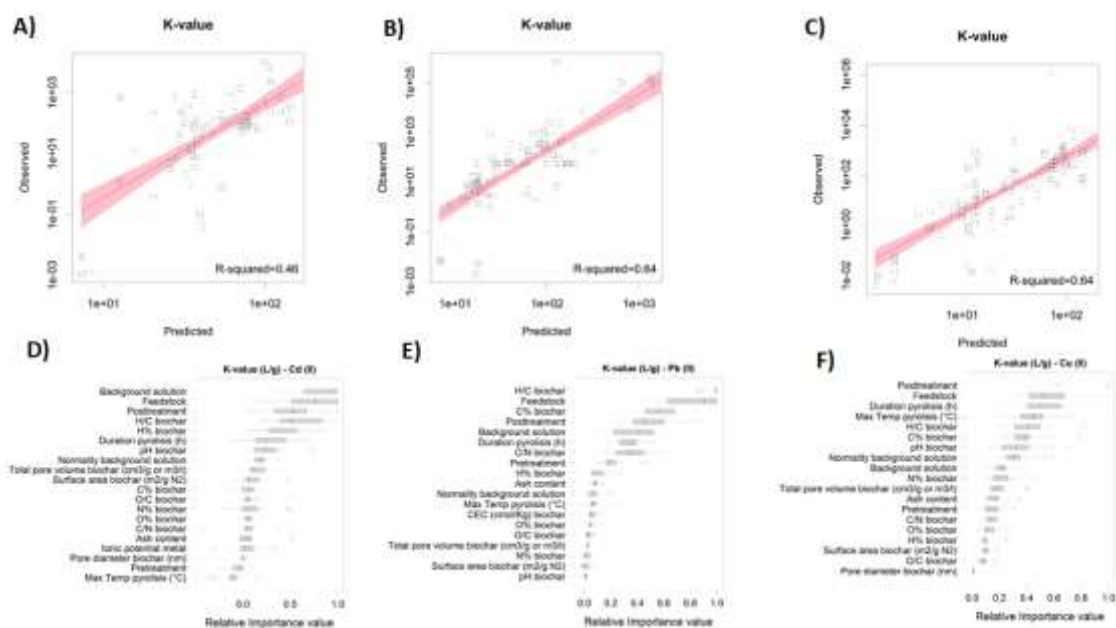 A)
K-value
1e+03
1e+01
1e-01
1e-03
Observed
R-squared=0.46
1e+01
1e+02
Predicted
B)
K-value
1e+05
1e+03
1e+01
1e-01
1e-03
Observed
R-squared=0.64
1e+01
1e+02
1e+03
Predicted
C)
K-value
1e+06
1e+04
1e+02
1e+00
1e-02
Observed
R-squared=0.64
1e+01
1e+02
Predicted
D)
K-value (L/g) - Cd (II)
Background solution
Feedstock
Posttreatment
H/C biochar
H% biochar
Duration pyrolisis (h)
pH biochar
Normality background solution
Total pore volume biochar (cm3/g or m3/t)
Surface area biochar (m2/g N2)
C% biochar
O/C biochar
N% biochar
O% biochar
C/N biochar
Ash content
Ionic potential metal
Pore diameter biochar (nm)
Pretreatment
Max Temp pyrolisis (°C)
0.0
0.5
1.0
Relative Importance value
E)
K-value (L/g) - Pb (II)
H/C biochar
Feedstock
C% biochar
Posttreatment
Background solution
Duration pyrolisis (h)
C/N biochar
Pretreatment
H% biochar
Ash content
Normality background solution
Max Temp pyrolisis (°C)
CEC (cmol/Kg) biochar
O% biochar
O/C biochar
Total pore volume biochar (cm3/g or m3/t)
N% biochar
Surface area biochar (m2/g N2)
pH biochar
0.0
0.2
0.4
0.6
0.8
1.0
Relative Importance value
F)
K-value (L/g) - Cu (II)
Posttreatment
Feedstock
Duration pyrolisis (h)
Max Temp pyrolisis (°C)
H/C biochar
C% biochar
pH biochar
Normality background solution
Background solution
N% biochar
Total pore volume biochar (cm3/g or m3/t)
Ash content
Pretreatment
C/N biochar
O% biochar
H% biochar
Surface area biochar (m2/g N2)
O/C biochar
Pore diameter biochar (nm)
0.0
0.2
0.4
0.6
0.8
1.0
Relative Importance value